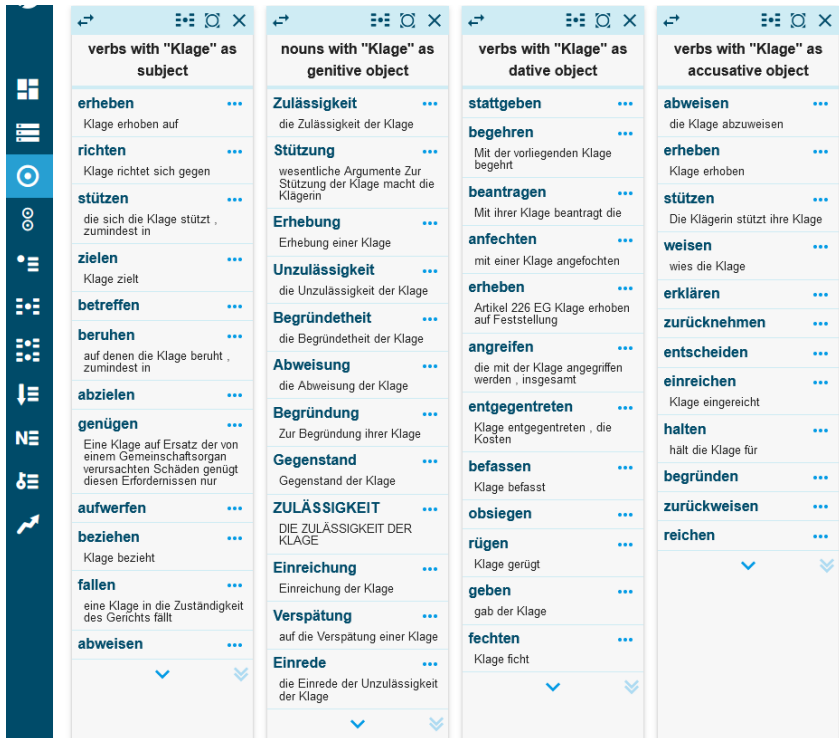 verbs with "Klage" as
subject
erheben
Klage erhoben auf
richten
Klage richtet sich gegen
stützen
die sich die Klage stützt ,
zumindest in
zielen
Klage zielt
betreffen
beruhen
auf denen die Klage beruht ,
zumindest in
abzielen
genügen
Eine Klage auf Ersatz der von
einem Gemeinschaftsorgan
verursachten Schäden genügt
diesen Erfordernissen nur
aufwerfen
beziehen
Klage bezieht
fallen
eine Klage in die Zuständigkeit
des Gerichts fällt
abweisen
nouns with "Klage" as
genitive object
Zulässigkeit
die Zulässigkeit der Klage
Stützung
wesentliche Argumente Zur
Stützung der Klage macht die
Klägerin
Erhebung
Erhebung einer Klage
Unzulässigkeit
die Unzulässigkeit der Klage
Begründetheit
die Begründetheit der Klage
Abweisung
die Abweisung der Klage
Begründung
Zur Begründung ihrer Klage
Gegenstand
Gegenstand der Klage
ZULÄSSIGKEIT
DIE ZULÄSSIGKEIT DER
KLAGE
Einreichung
Einreichung der Klage
Verspätung
auf die Verspätung einer Klage
Einrede
die Einrede der Unzulässigkeit
der Klage
verbs with "Klage" as
dative object
stattgeben
begehren
Mit der vorliegenden Klage
begehrt
beantragen
Mit ihrer Klage beantragt die
anfechten
mit einer Klage angefochten
erheben
Artikel 226 EG Klage erhoben
auf Feststellung
angreifen
die mit der Klage angegriffen
werden , insgesamt
entgegentreten
Klage entgegentreten , die
Kosten
befassen
Klage befasst
obsiegen
rügen
Klage gerügt
geben
gab der Klage
fechten
Klage ficht
verbs with "Klage" as
accusative object
abweisen
die Klage abzuweisen
erheben
Klage erhoben
stützen
Die Klägerin stützt ihre Klage
weisen
wies die Klage
erklären
zurücknehmen
entscheiden
einreichen
Klage eingereicht
halten
hält die Klage für
begründen
zurückweisen
reichen